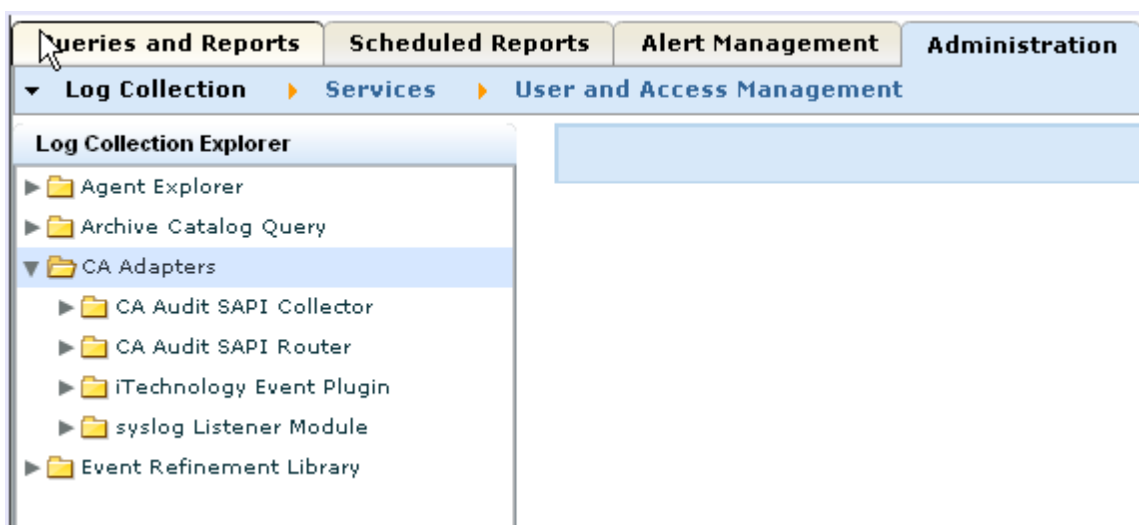 Queries and Reports Scheduled Reports Alert Management Administration
Log Collection Services User and Access Management
Log Collection Explorer
Agent Explorer
Archive Catalog Query
CA Adapters
CA Audit SAPI Collector
CA Audit SAPI Router
iTechnology Event Plugin
syslog Listener Module
Event Refinement Library